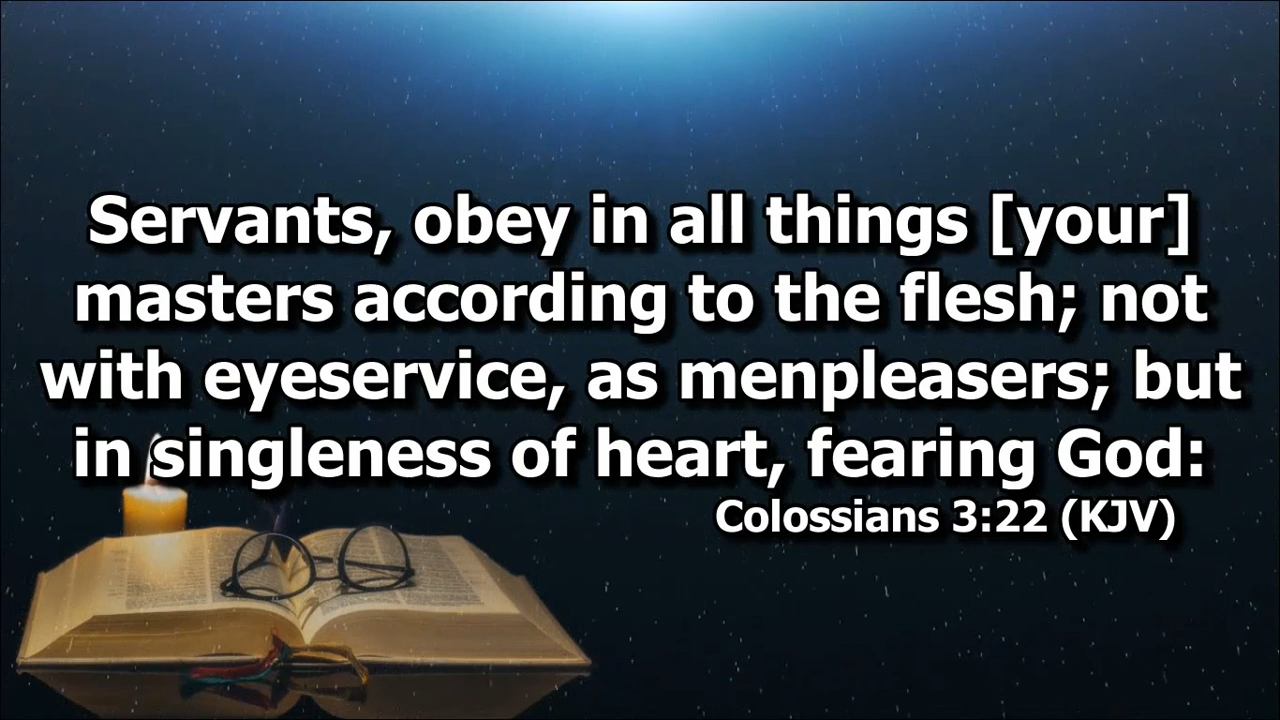 Servants, obey in all things [your]
masters according to the flesh; not
with eyeservice, as menpleasers; but
in singleness of heart, fearing God:
Colossians 3:22 (KJV)